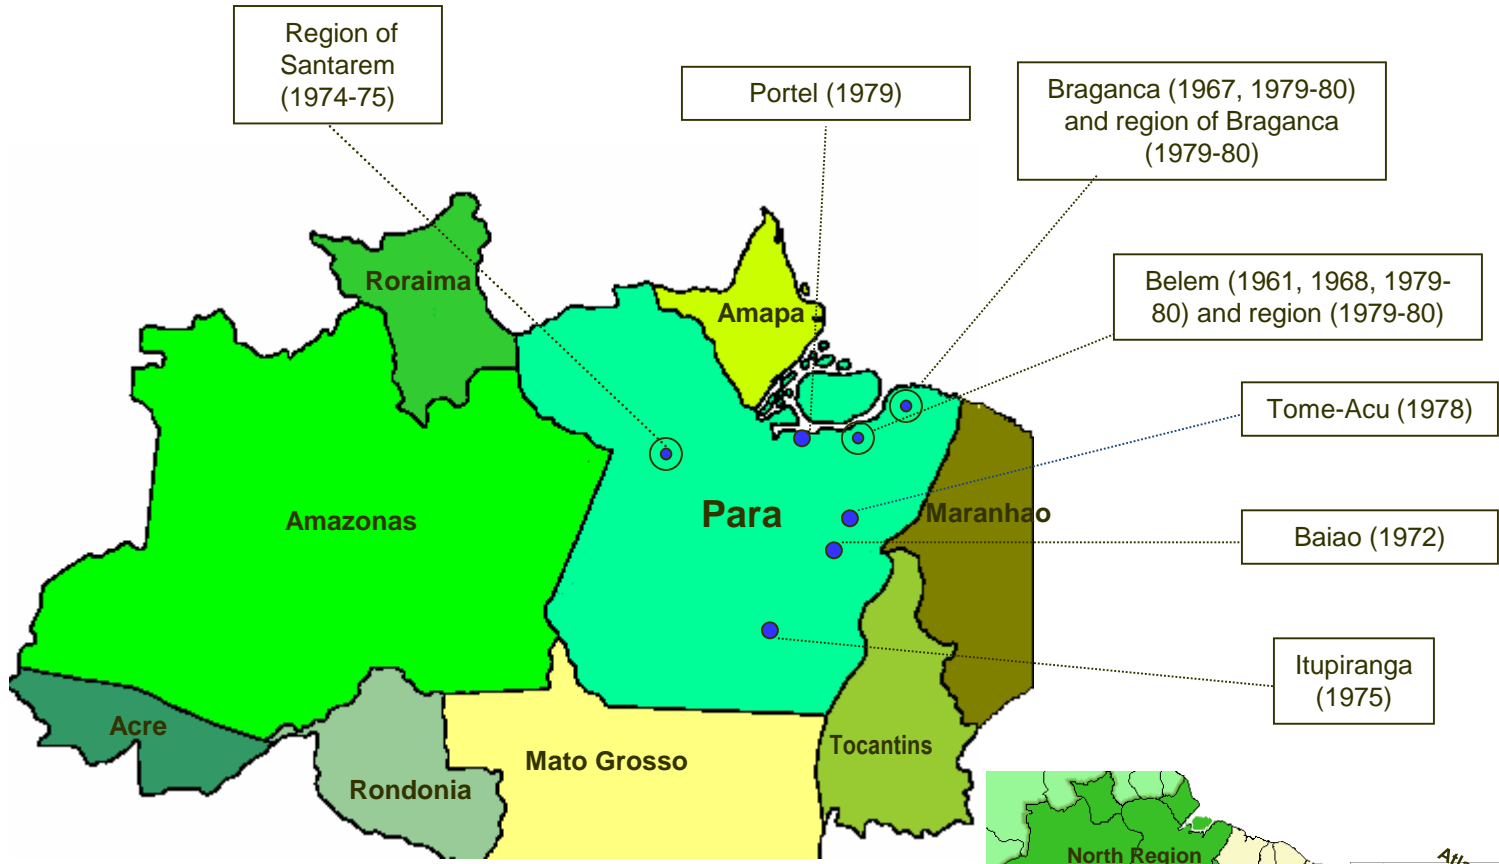 Region of
Santarem
(1974-75)
Portel (1979)
Braganca (1967, 1979-80)
and region of Braganca
(1979-80)
Roraima
Amapa
Belem (1961, 1968, 1979-
80) and region (1979-80)
Tome-Acu (1978)
Amazonas
Para
Maranhao
Baiao (1972)
Itupiranga
(1975)
Acre
Rondonia
Mato Grosso
Tocantins
North Region